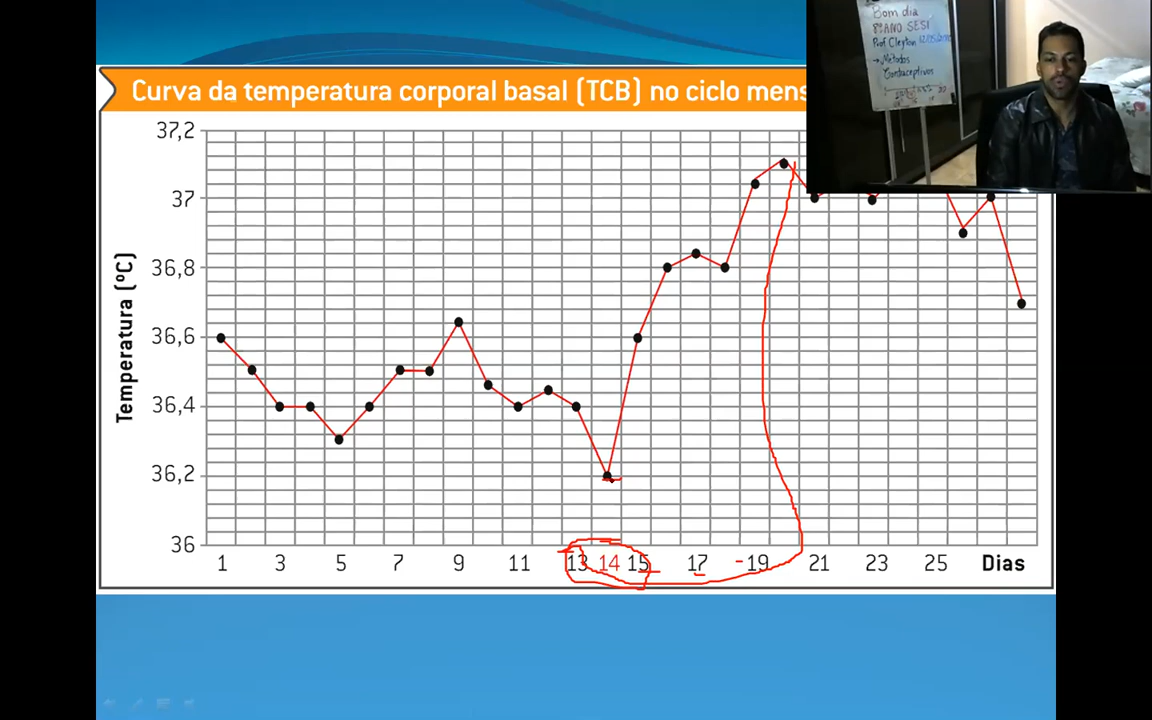 Bom dia
8º ANO SESI
Prof Cleyton
→ Métodos
Contraceptivos
Curva da temperatura corporal basal (TCB) no ciclo mens
Temperatura (ºC)
37,2
37
36,8
36,6
36,4
36,2
36
1 3 5 7 9 11 13 14 15 17 19 21 23 25 Dias